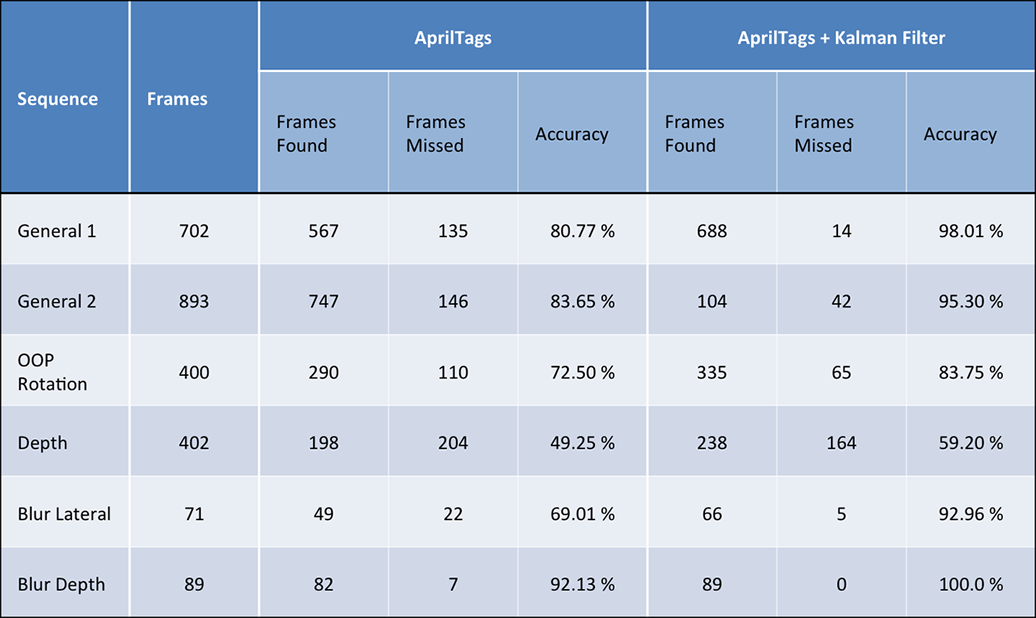 Sequence Frames AprilTags AprilTags + Kalman Filter
Frames Found Frames Missed Accuracy Frames Found Frames Missed Accuracy
General 1 702 567 135 80.77 % 688 14 98.01 %
General 2 893 747 146 83.65 % 104 42 95.30 %
OOP Rotation 400 290 110 72.50 % 335 65 83.75 %
Depth 402 198 204 49.25 % 238 164 59.20 %
Blur Lateral 71 49 22 69.01 % 66 5 92.96 %
Blur Depth 89 82 7 92.13 % 89 0 100.0 %